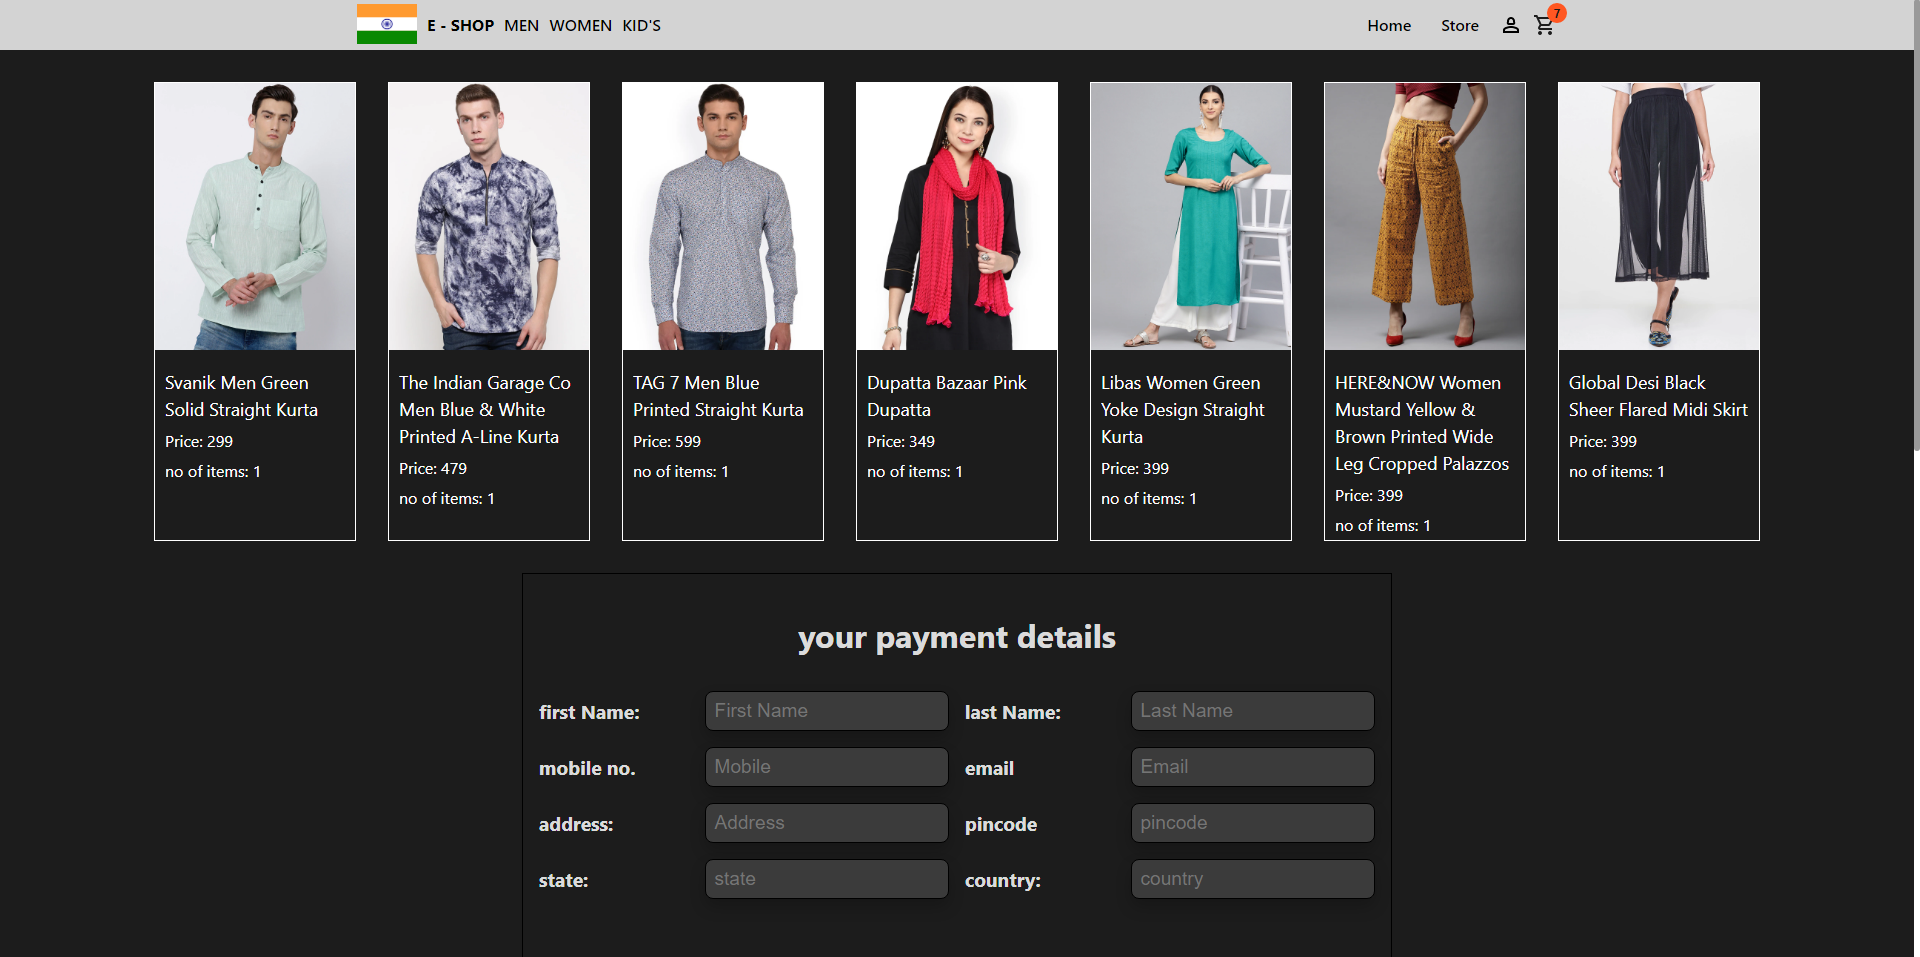 E - SHOP MEN WOMEN KID'S Home Store 7
Svanik Men Green
Solid Straight Kurta
Price: 299
no of items: 1
The Indian Garage Co
Men Blue & White
Printed A-Line Kurta
Price: 479
no of items: 1
TAG 7 Men Blue
Printed Straight Kurta
Price: 599
no of items: 1
Dupatta Bazaar Pink
Dupatta
Price: 349
no of items: 1
Libas Women Green
Yoke Design Straight
Kurta
Price: 399
no of items: 1
HERE&NOW Women
Mustard Yellow &
Brown Printed Wide
Leg Cropped Palazzos
Price: 399
no of items: 1
Global Desi Black
Sheer Flared Midi Skirt
Price: 399
no of items: 1
your payment details
first Name: First Name last Name: Last Name
mobile no. Mobile email Email
address: Address pincode pincode
state: state country: country